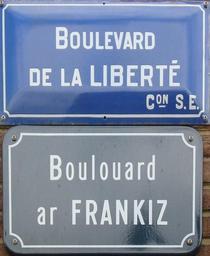 BOULEVARD
DE LA LIBERTÉ
CON S.E.
Boulouard
ar FRANKIZ